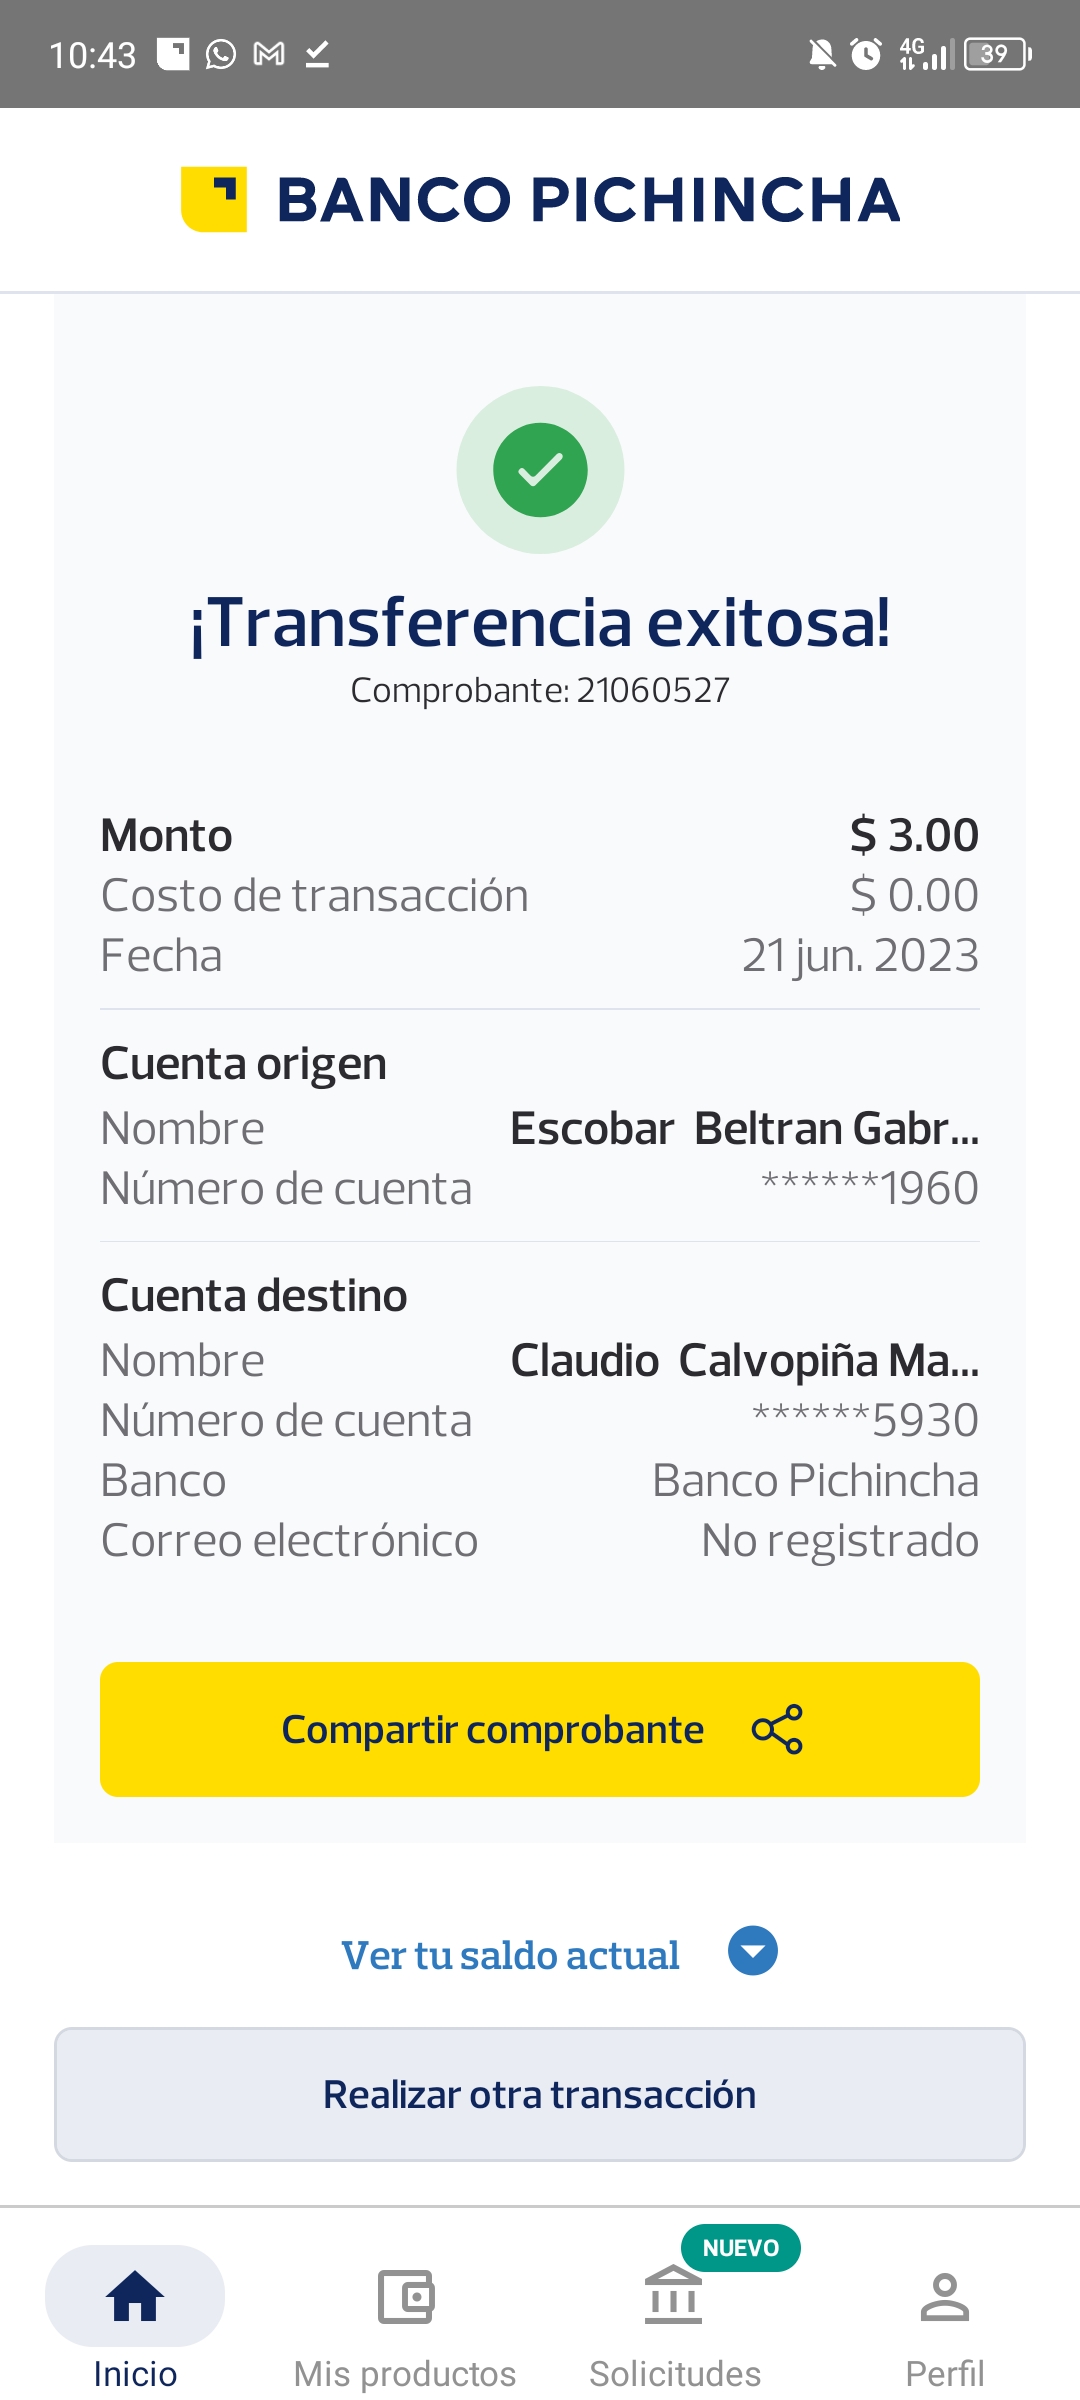 10:43 4G 39
BANCO PICHINCHA
¡Transferencia exitosa!
Comprobante: 21060527
Monto $ 3.00
Costo de transacción $ 0.00
Fecha 21 jun. 2023
Cuenta origen
Nombre Escobar Beltran Gabr...
Número de cuenta ******1960
Cuenta destino
Nombre Claudio Calvopiña Ma...
Número de cuenta ******5930
Banco Banco Pichincha
Correo electrónico No registrado
Compartir comprobante
Ver tu saldo actual
Realizar otra transacción
NUEVO
Inicio Mis productos Solicitudes Perfil